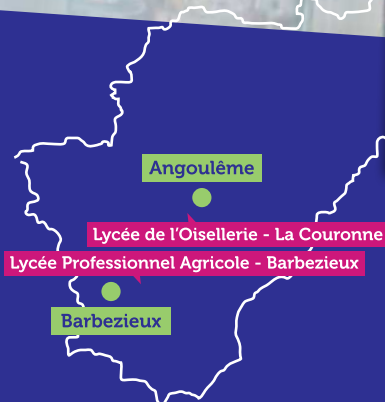 Angoulême
Lycée de l'Oisellerie - La Couronne
Lycée Professionnel Agricole - Barbezieux
Barbezieux